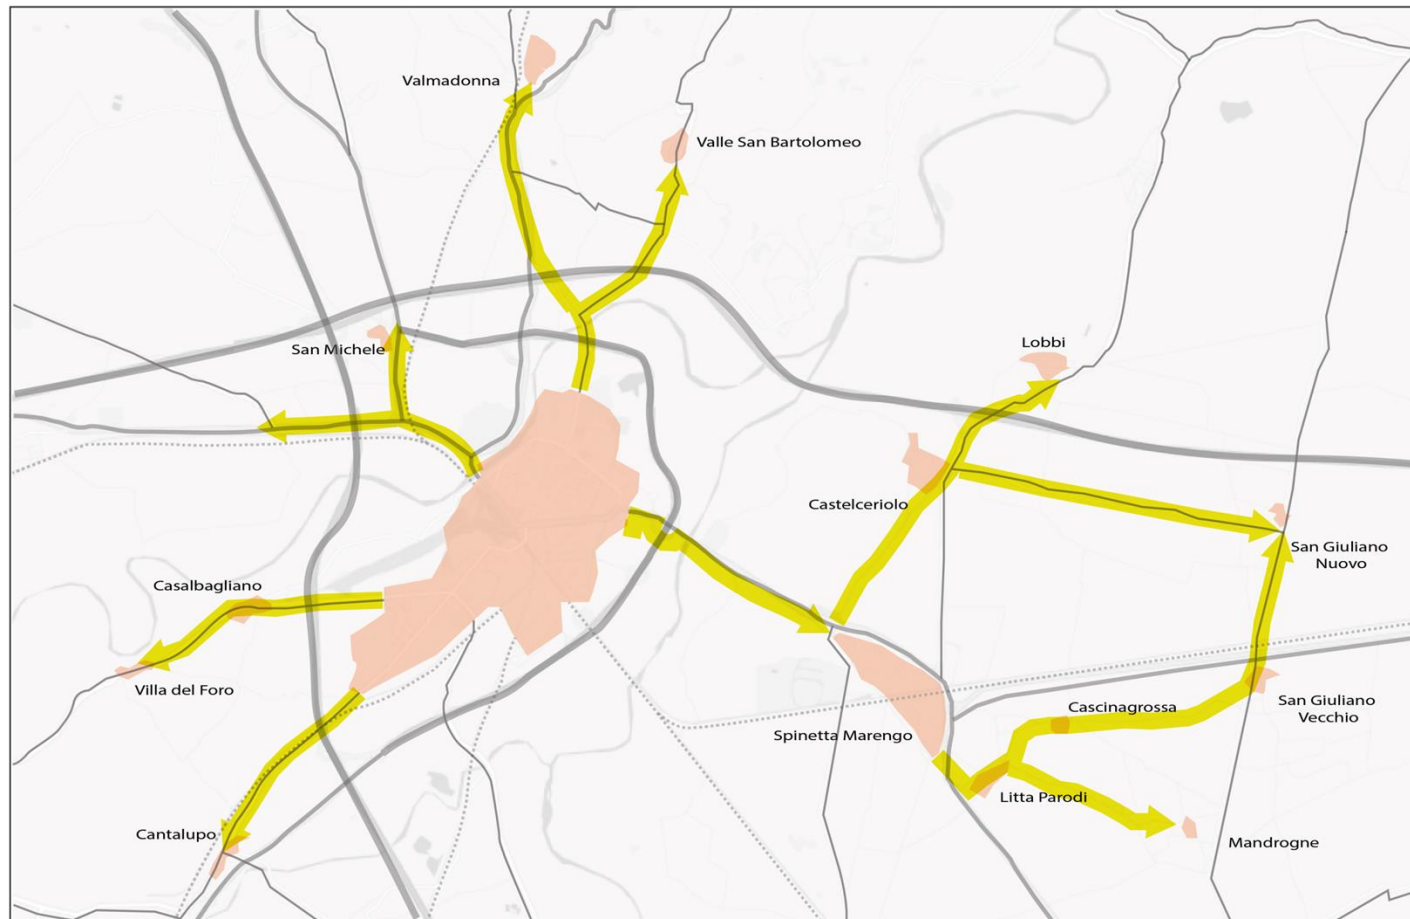 Valmadonna
Valle San Bartolomeo
San Michele
Lobbi
Castelceriolo
San Giuliano
Nuovo
Casalbagliano
Villa del Foro
Cascinagrossa
San Giuliano
Vecchio
Spinetta Marengo
Litta Parodi
Cantalupo
Mandrogne